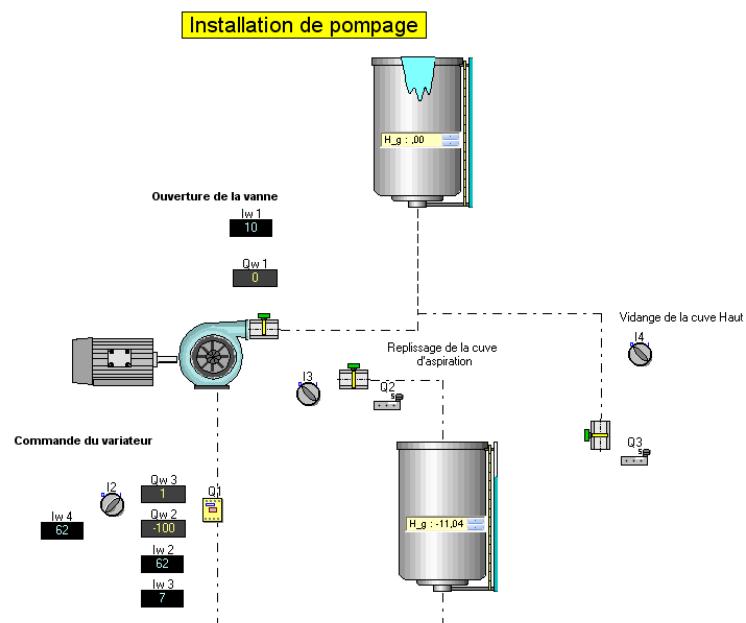 Installation de pompage
H_g : ,00
Ouverture de la vanne
Iw 1
10
Qw 1
0
Vidange de la cuve Haut
I4
Replissage de la cuve
d'aspiration
I3
Q2
Q3
Commande du variateur
I2
Qw 3
1
Q1
Iw 4
62
Qw 2
-100
H_g : -11,04
Iw 2
62
Iw 3
7